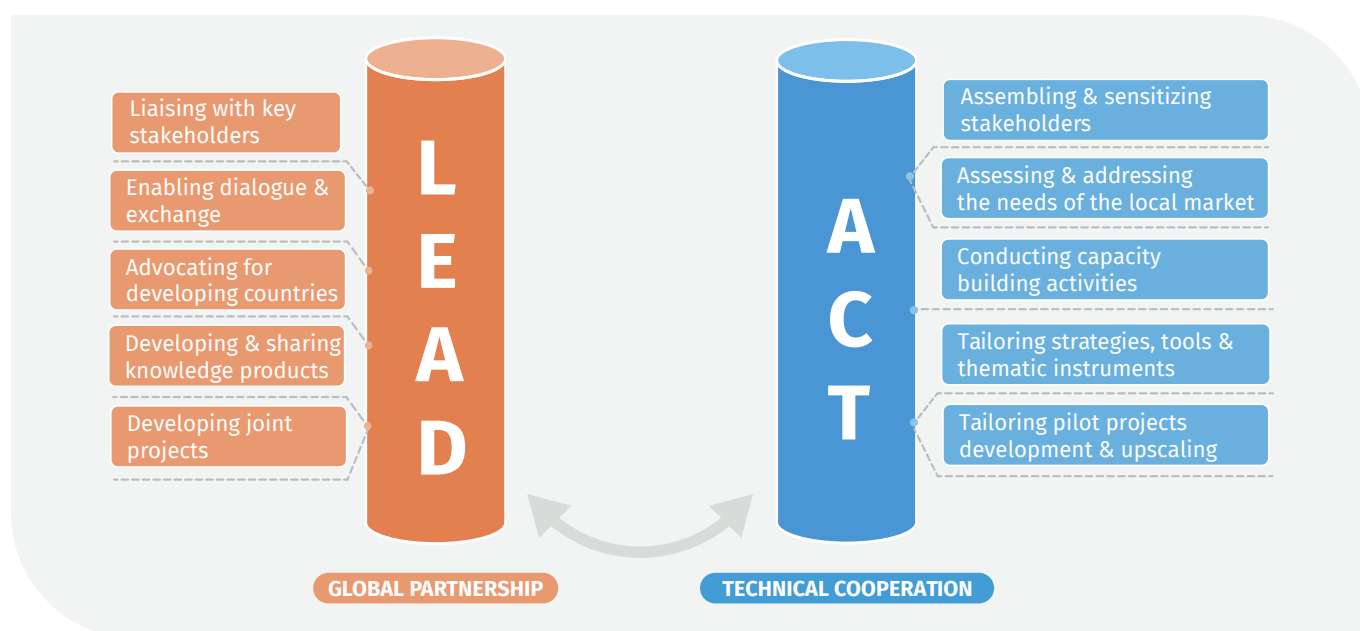 Liaising with key
stakeholders
Enabling dialogue &
exchange
Advocating for
developing countries
Developing & sharing
knowledge products
Developing joint
projects
L
E
A
D
GLOBAL PARTNERSHIP
A
C
T
TECHNICAL COOPERATION
Assembling & sensitizing
stakeholders
Assessing & addressing
the needs of the local market
Conducting capacity
building activities
Tailoring strategies, tools &
thematic instruments
Tailoring pilot projects
development & upscaling